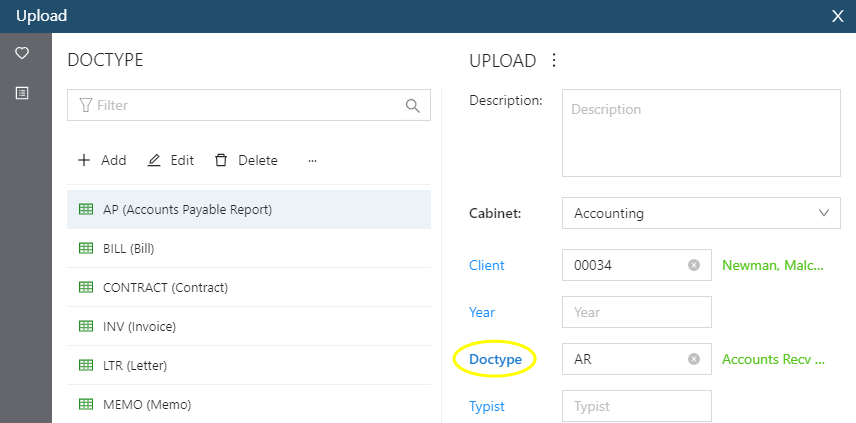 Upload
X
DOCTYPE
Filter
Add Edit Delete ...
AP (Accounts Payable Report)
BILL (Bill)
CONTRACT (Contract)
INV (Invoice)
LTR (Letter)
MEMO (Memo)
UPLOAD
Description: Description
Cabinet: Accounting
Client 00034 Newman, Malc...
Year Year
Doctype AR Accounts Recv ...
Typist Typist